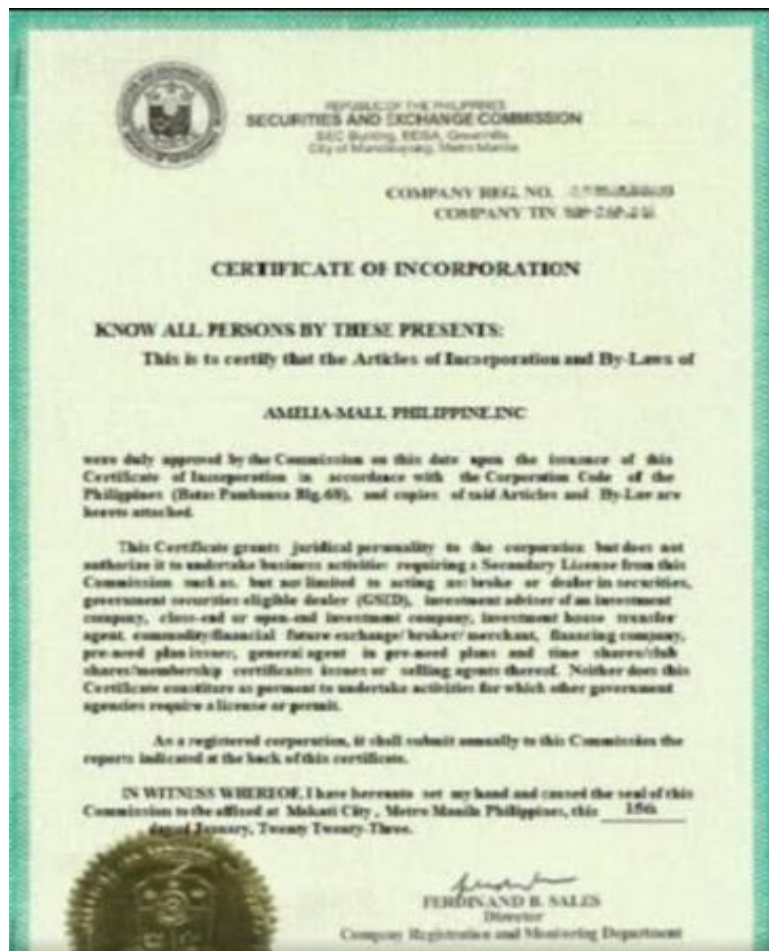 REPUBLIC OF THE PHILIPPINES
SECURITIES AND EXCHANGE COMMISSION
SEC Building, EDSA, Greenhills
City of Mandaluyong, Metro Manila
COMPANY REG. NO.
COMPANY TIN
CERTIFICATE OF INCORPORATION
KNOW ALL PERSONS BY THESE PRESENTS:
This is to certify that the Articles of Incorporation and By-Laws of
AMELIA-MALL PHILIPPINE.INC
were duly approved by the Commission on this date upon the issuance of this
Certificate of Incorporation in accordance with the Corporation Code of the
Philippines (Batas Pambansa Blg.68), and copies of said Articles and By-Law are
hereto attached.
This Certificate grants juridical personality to the corporation but does not
authorize it to undertake business activities requiring a Secondary License from this
Commission such as, but not limited to acting as: broke or dealer in securities,
government securities eligible dealer (GSED), investment adviser of an investment
company, close-end or open-end investment company, investment house transfer
agent, commodity/financial future exchange/ broker/ merchant, financing company,
pre-need plan issuer, general agent in pre-need plans and time shares/club
shares/membership certificates issues or selling agents thereof. Neither does this
Certificate constitute as perment to undertake activities for which other government
agencies require a license or permit.
As a registered corporation, it shall submit annually to this Commission the
reports indicated at the back of this certificate.
IN WITNESS WHEREOF, I have hereunto set my hand and caused the seal of this
Commission to the affixed at Makati City, Metro Manila Philippines, this 15th
day of January, Twenty Twenty-Three.
FERDINAND B. SALES
Director
Company Registration and Monitoring Department